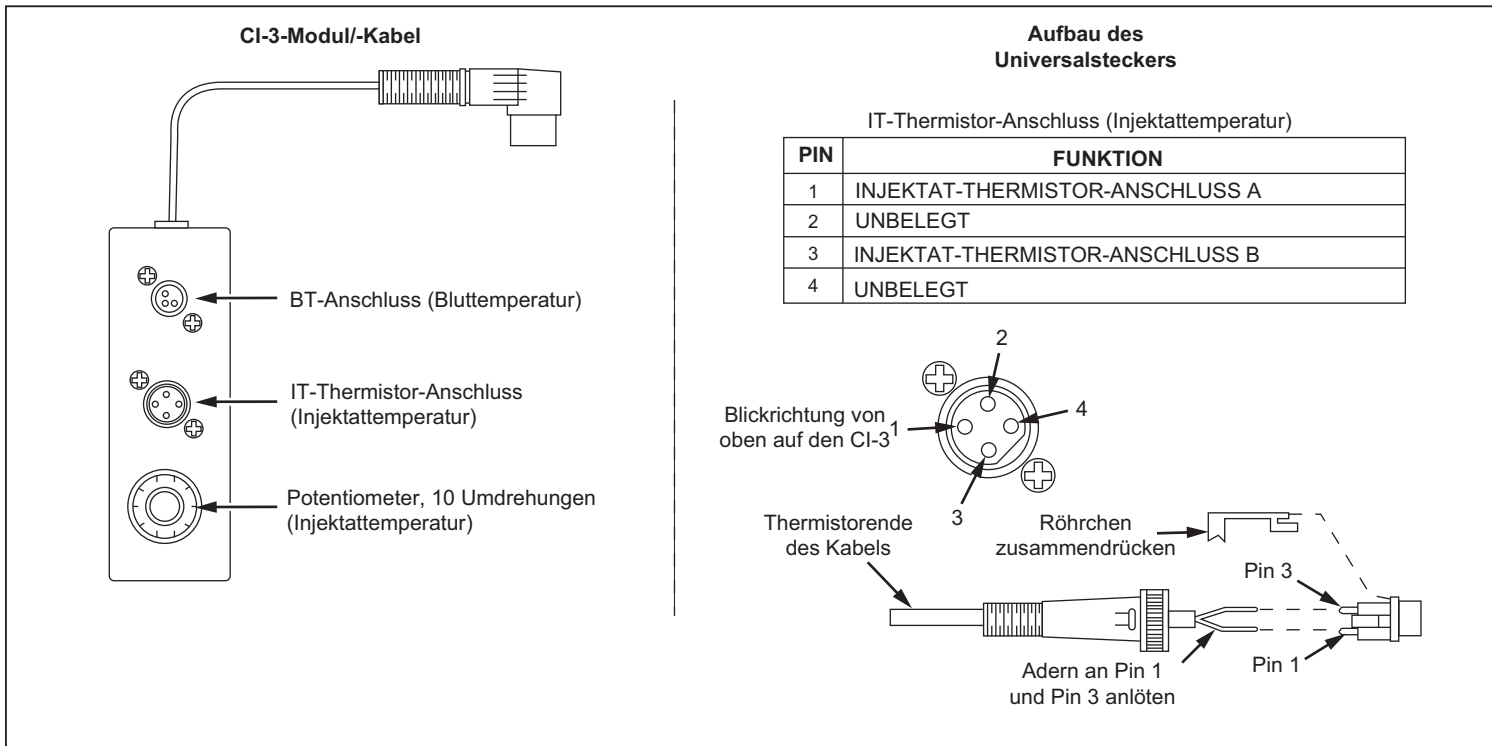 CI-3-Modul/-Kabel
BT-Anschluss (Bluttemperatur)
IT-Thermistor-Anschluss
(Injektattemperatur)
Potentiometer, 10 Umdrehungen
(Injektattemperatur)
Aufbau des
Universalsteckers
IT-Thermistor-Anschluss (Injektattemperatur)
PIN FUNKTION
1 INJEKTAT-THERMISTOR-ANSCHLUSS A
2 UNBELEGT
3 INJEKTAT-THERMISTOR-ANSCHLUSS B
4 UNBELEGT
2
4
Blickrichtung von
oben auf den CI-3
1
3
Thermistorende
des Kabels
Röhrchen
zusammendrücken
Pin 3
Pin 1
Adern an Pin 1
und Pin 3 anlöten